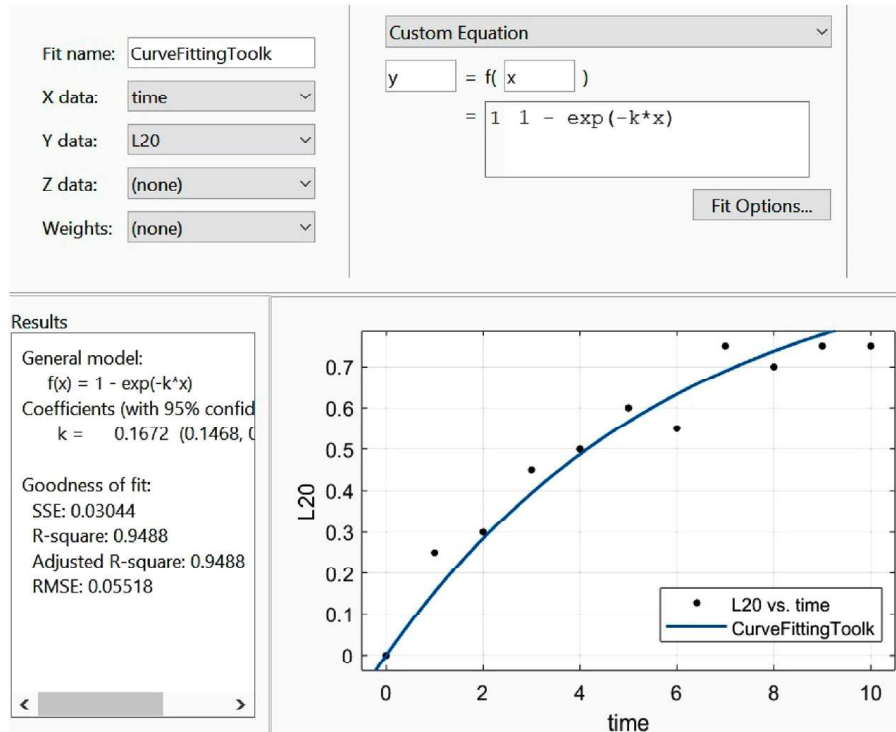 Fit name: CurveFittingToolk
X data: time
Y data: L20
Z data: (none)
Weights: (none)
Custom Equation
y = f( x )
= 1 1 - exp(-k*x)
Fit Options...
Results
General model:
f(x) = 1 - exp(-k*x)
Coefficients (with 95% confid
k = 0.1672 (0.1468, 0
Goodness of fit:
SSE: 0.03044
R-square: 0.9488
Adjusted R-square: 0.9488
RMSE: 0.05518
0.7
0.6
0.5
0.4
0.3
0.2
0.1
0
L20
L20 vs. time
CurveFittingToolk
0 2 4 6 8 10
time